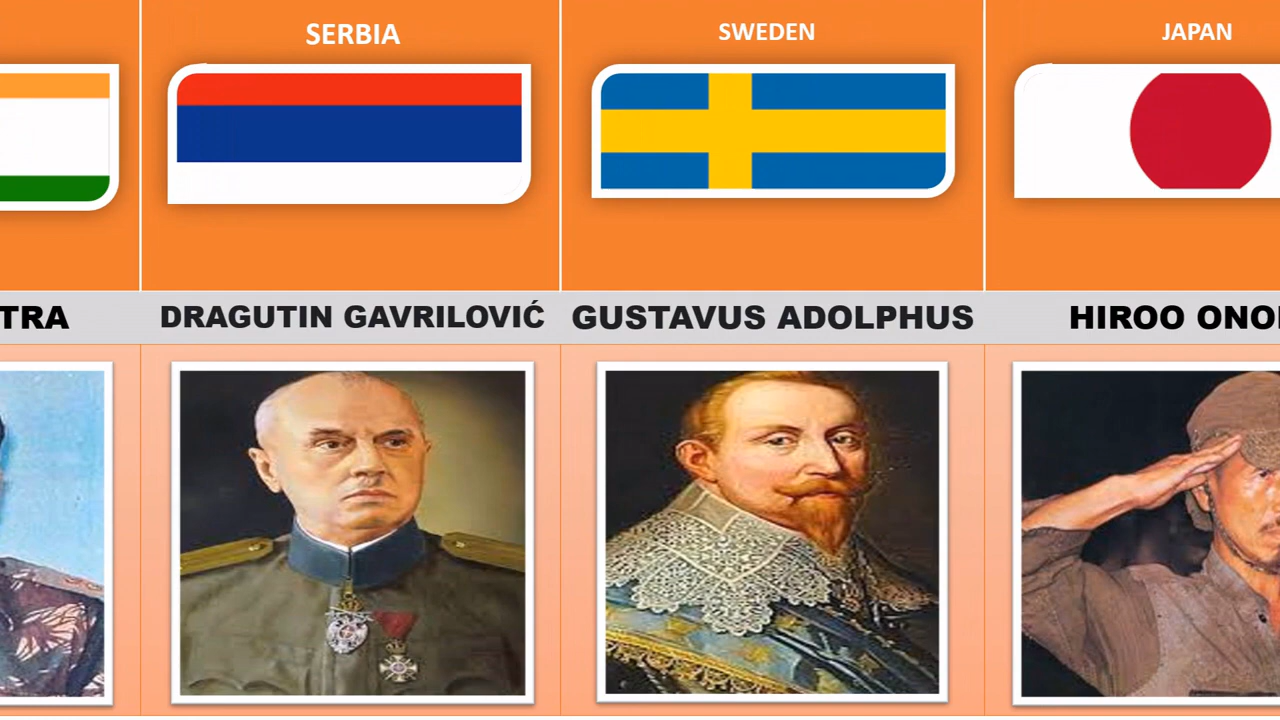 SERBIA
SWEDEN
JAPAN
TRA
DRAGUTIN GAVRILOVIĆ
GUSTAVUS ADOLPHUS
HIROO ONO